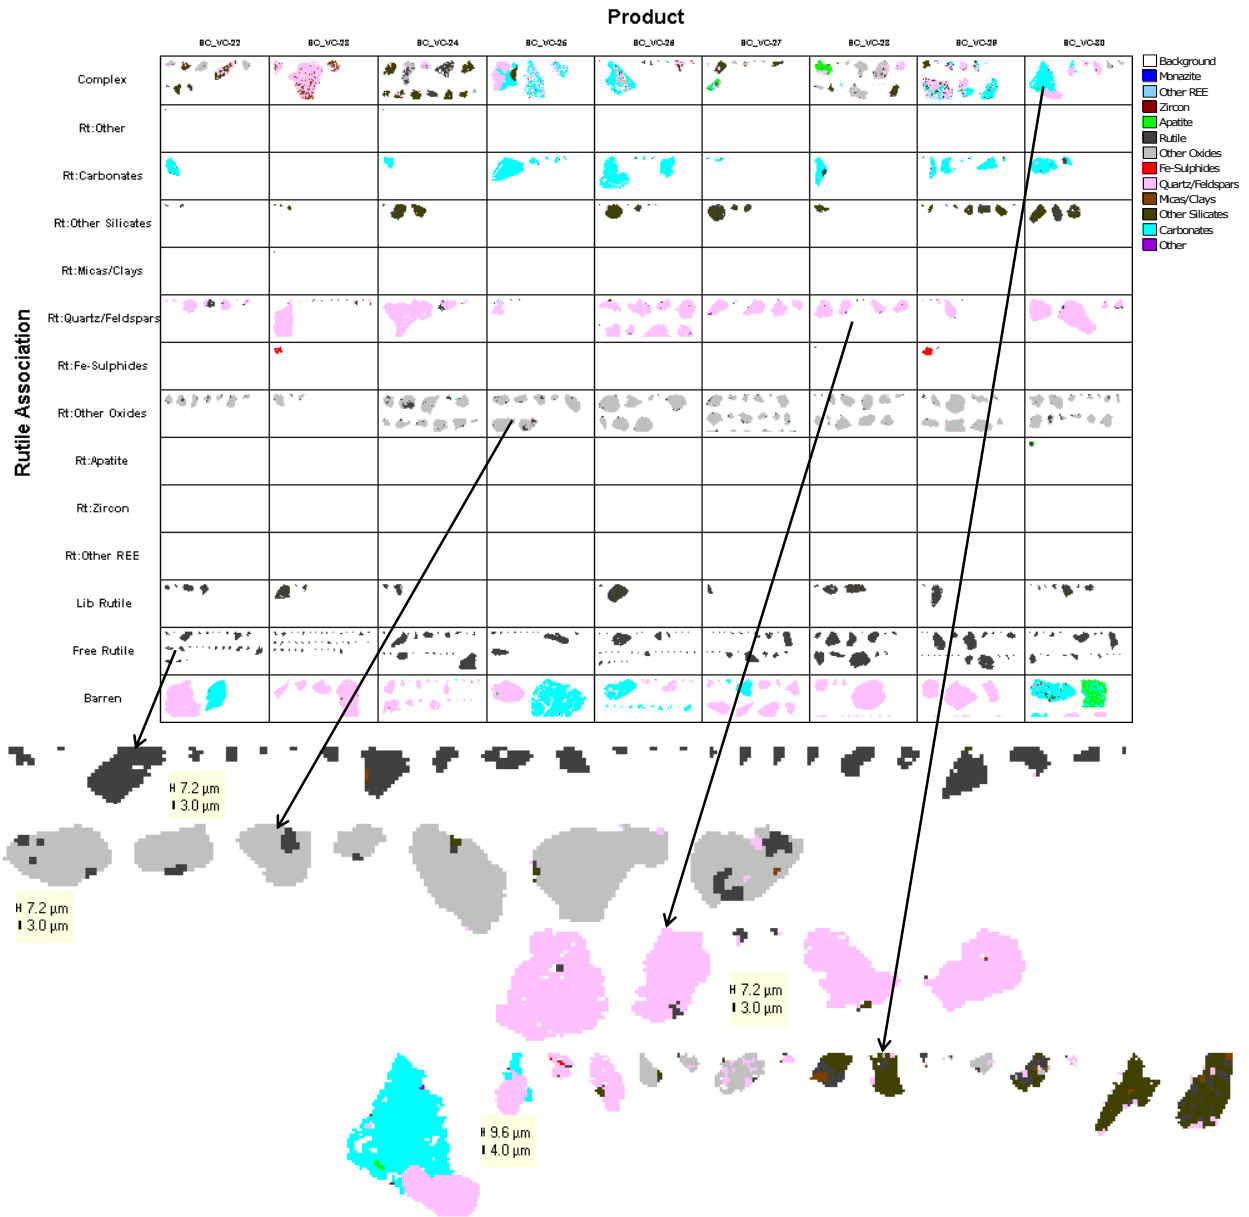 Product
BC_VC-22 BC_VC-23 BC_VC-24 BC_VC-25 BC_VC-26 BC_VC-27 BC_VC-28 BC_VC-29 BC_VC-30
Rutile Association
Complex
Rt:Other
Rt:Carbonates
Rt:Other Silicates
Rt:Micas/Clays
Rt:Quartz/Feldspars
Rt:Fe-Sulphides
Rt:Other Oxides
Rt:Apatite
Rt:Zircon
Rt:Other REE
Lib Rutile
Free Rutile
Barren
Background
Monazite
Other REE
Zircon
Apatite
Rutile
Other Oxides
Fe-Sulphides
Quartz/Feldspars
Micas/Clays
Other Silicates
Carbonates
Other
7.2 µm
3.0 µm
7.2 µm
3.0 µm
7.2 µm
3.0 µm
9.6 µm
4.0 µm